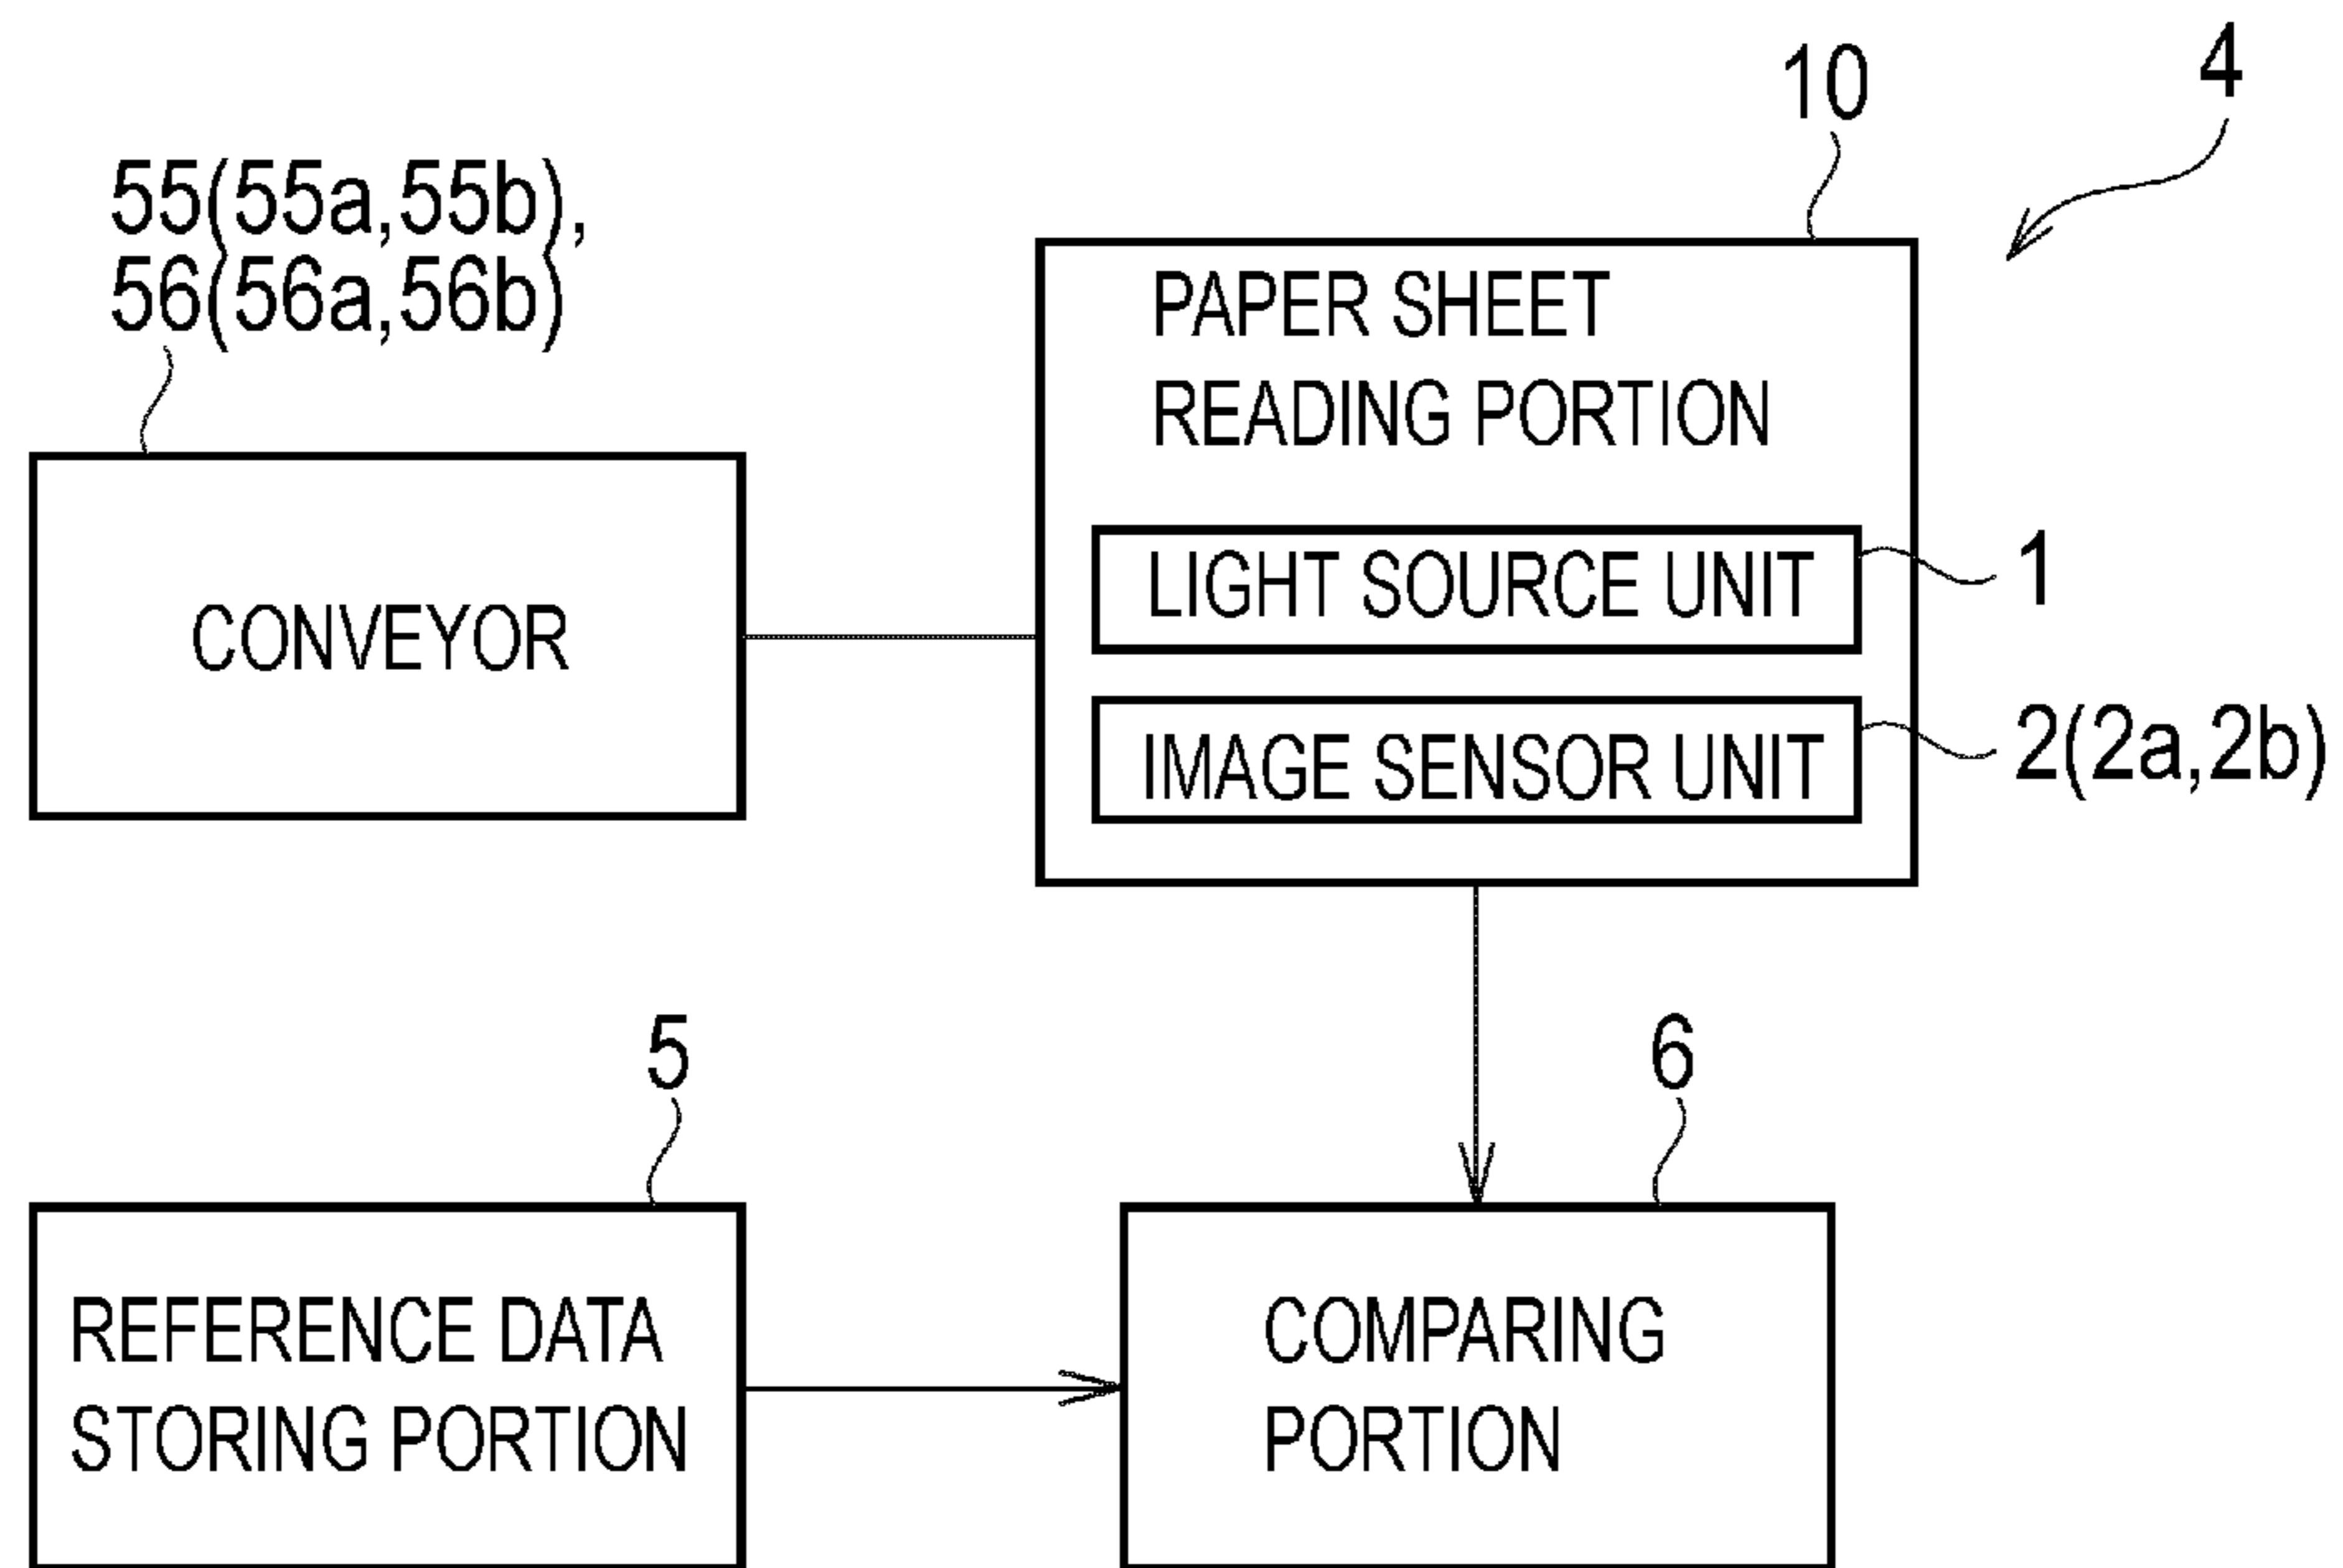 10
4
55(55a,55b),
56(56a,56b)
PAPER SHEET
READING PORTION
LIGHT SOURCE UNIT
1
CONVEYOR
IMAGE SENSOR UNIT
2(2a,2b)
5
6
REFERENCE DATA
STORING PORTION
COMPARING
PORTION